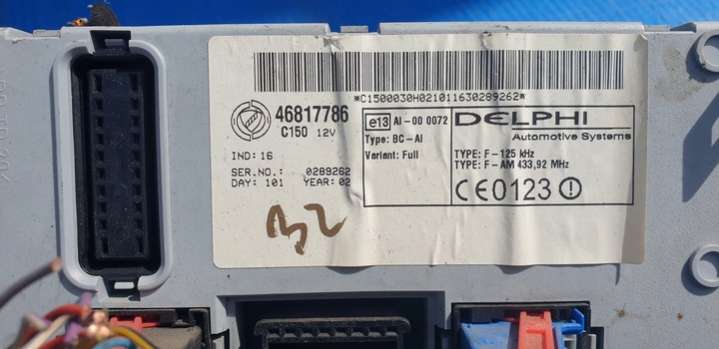 *C1500030H021011630289262*
46817786
C150 12V
IND: 16
SER.NO.: 0289262
DAY: 101 YEAR: 02
e13 AI-00 0072
Type: BC-AI
Variant: Full
DELPHI
Automotive Systems
TYPE: F-125 kHz
TYPE: F-AM 433,92 MHz
CE0123
B2